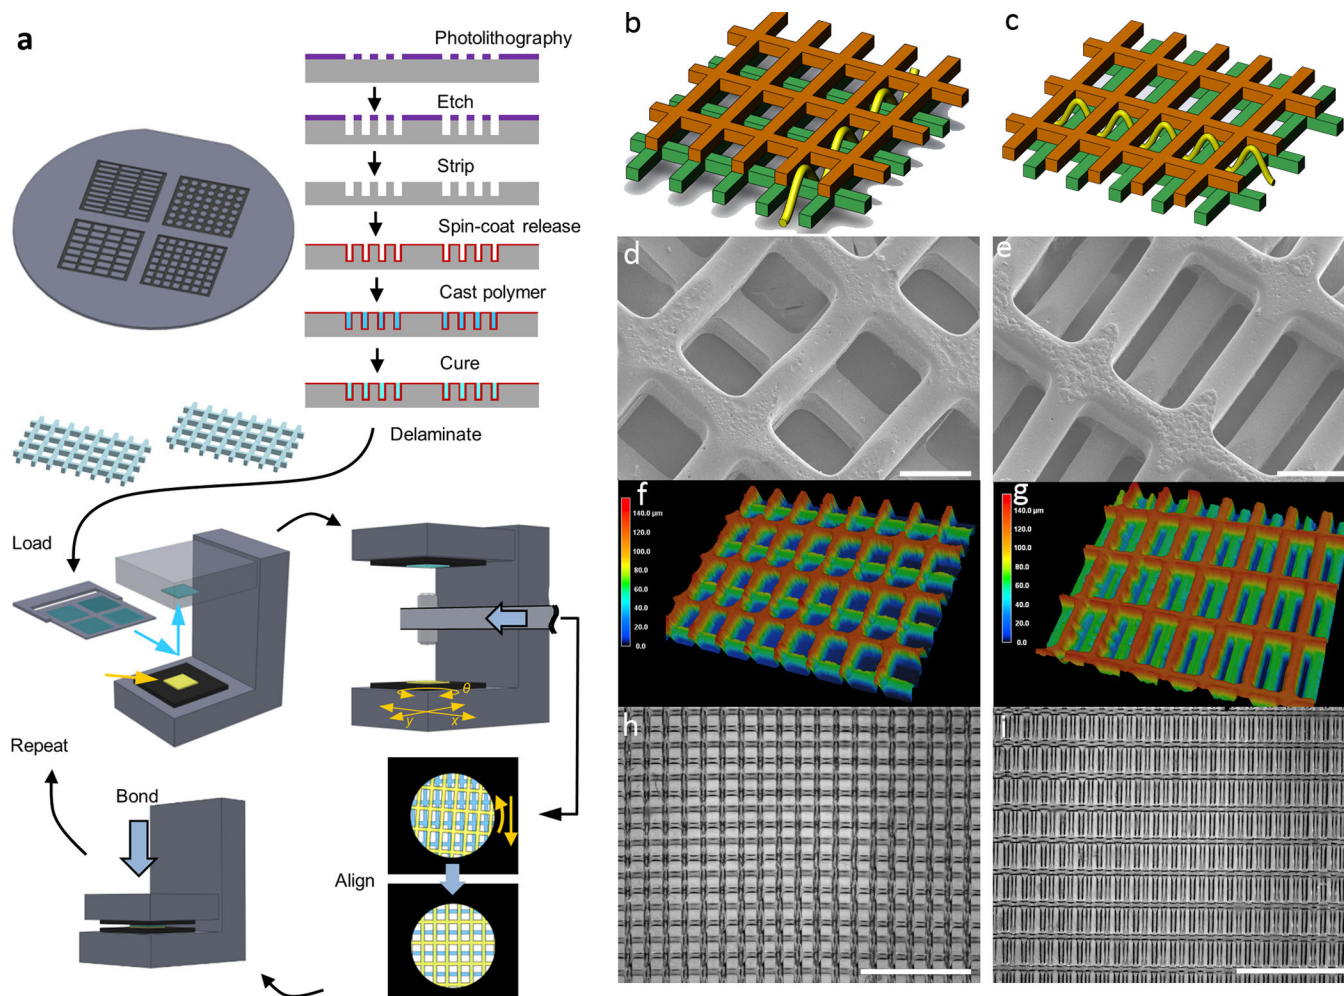 a
Photolithography
Etch
Strip
Spin-coat release
Cast polymer
Cure
Delaminate
Load
θ
y
x
Repeat
Bond
Align
b
c
d
e
f
140.0 µm
120.0
100.0
80.0
60.0
40.0
20.0
0.0
g
140.0 µm
120.0
100.0
80.0
60.0
40.0
20.0
0.0
h
i